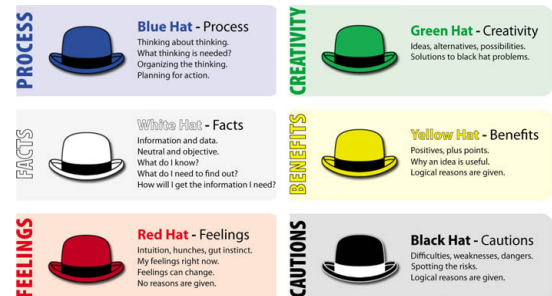 PROCESS
Blue Hat - Process
Thinking about thinking.
What thinking is needed?
Organizing the thinking.
Planning for action.
CREATIVITY
Green Hat - Creativity
Ideas, alternatives, possibilities.
Solutions to black hat problems.
FACTS
White Hat - Facts
Information and data.
Neutral and objective.
What do I know?
What do I need to find out?
How will I get the information I need?
BENEFITS
Yellow Hat - Benefits
Positives, plus points.
Why an idea is useful.
Logical reasons are given.
FEELINGS
Red Hat - Feelings
Intuition, hunches, gut instinct.
My feelings right now.
Feelings can change.
No reasons are given.
CAUTIONS
Black Hat - Cautions
Difficulties, weaknesses, dangers.
Spotting the risks.
Logical reasons are given.